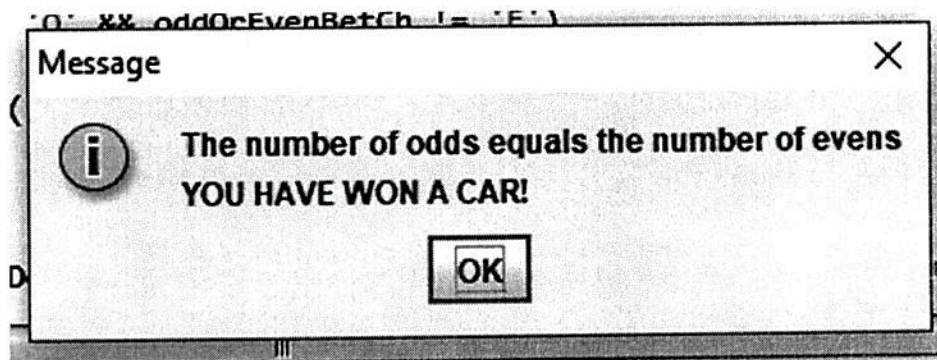 'O' && oddOrEvenBetCh != 'E')
Message
(
The number of odds equals the number of evens
YOU HAVE WON A CAR!
OK
D